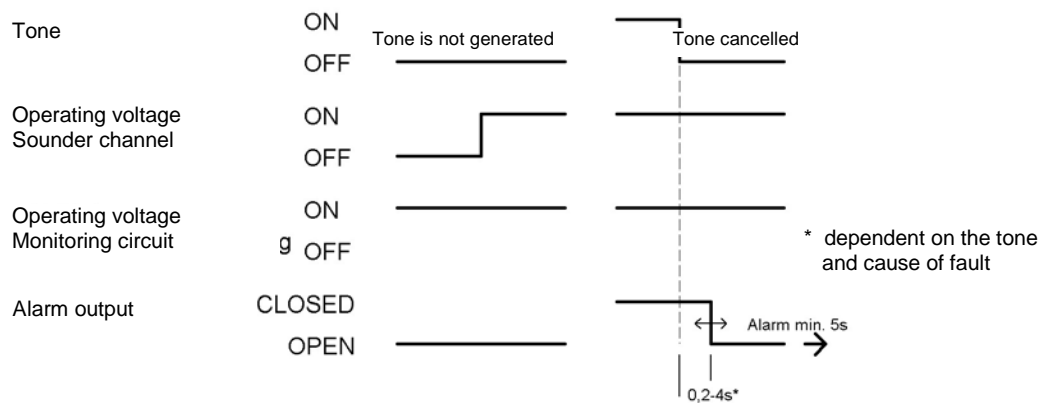 Tone
ON
Tone is not generated
Tone cancelled
OFF
Operating voltage
Sounder channel
ON
OFF
Operating voltage
Monitoring circuit
ON
g OFF
* dependent on the tone
and cause of fault
Alarm output
CLOSED
Alarm min. 5s
OPEN
0,2-4s*